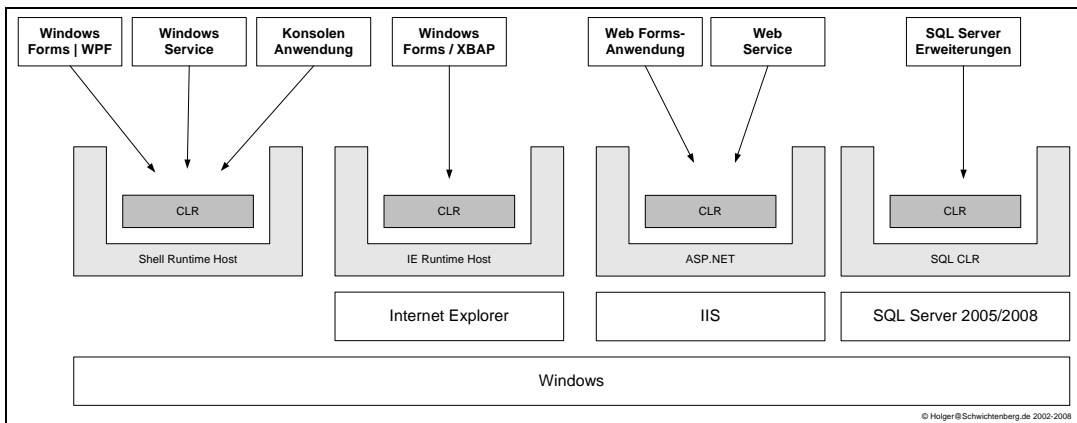 Windows
Forms | WPF
Windows
Service
Konsolen
Anwendung
Windows
Forms / XBAP
Web Forms-
Anwendung
Web
Service
SQL Server
Erweiterungen
CLR
CLR
CLR
CLR
Shell Runtime Host
IE Runtime Host
ASP.NET
SQL CLR
Internet Explorer
IIS
SQL Server 2005/2008
Windows
© Holger@Schwichtenberg.de 2002-2008